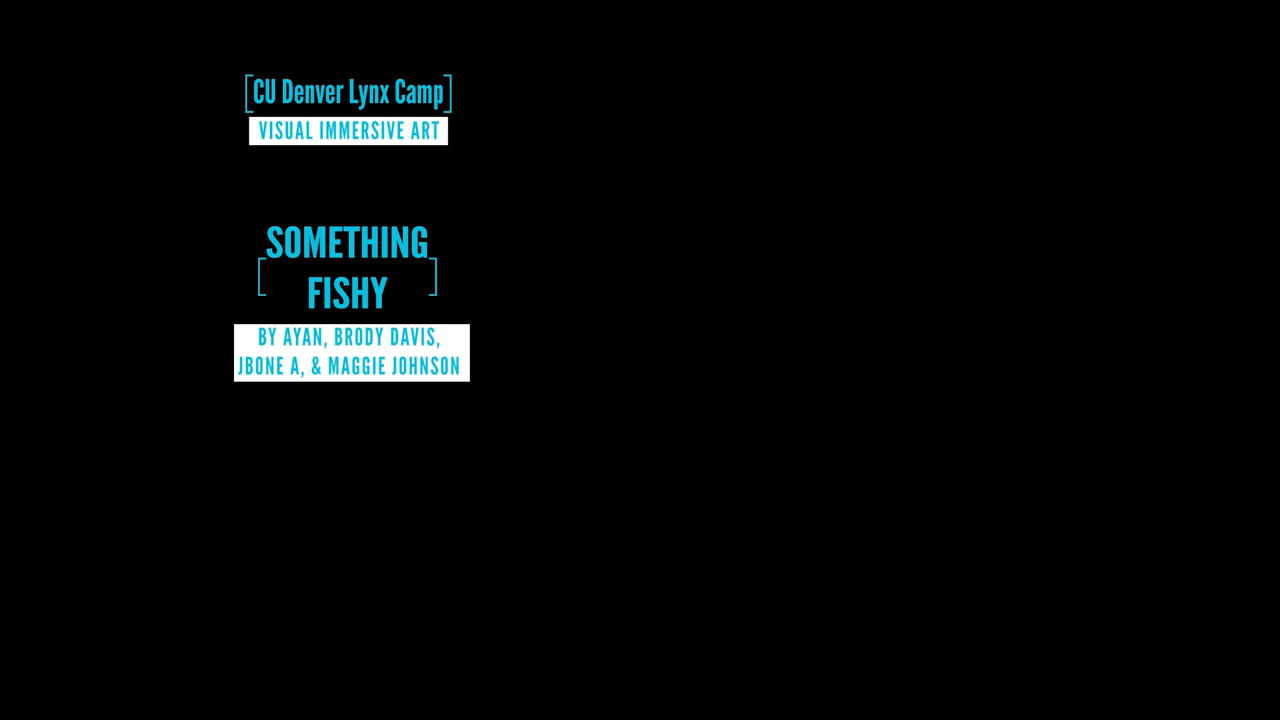 [CU Denver Lynx Camp]
VISUAL IMMERSIVE ART
SOMETHING
FISHY
BY AYAN, BRODY DAVIS,
JBONE A, & MAGGIE JOHNSON